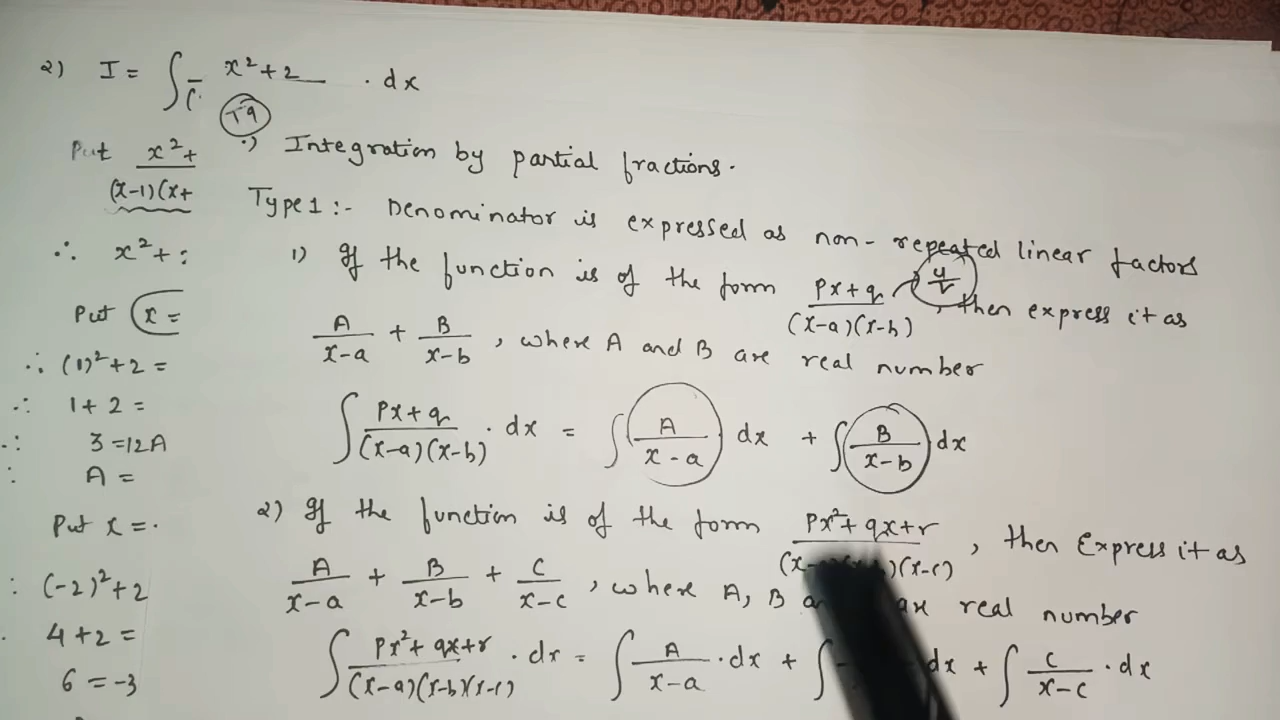 2) I = ∫ x²+2 . dx
(
Put x²+
(x-1)(x+
∴ x²+
Put x =
∴ (1)²+2 =
∴ 1+2 =
∴ 3 = 12A
∴ A =
Put x = .
: (-2)²+2
. 4+2 =
6 = -3
T9
•) Integration by partial fractions.
Type 1 :- Denominator is expressed as non-repeated linear factors
1) If the function is of the form px+q / (x-a)(x-b) u/v, then express it as
A/x-a + B/x-b, where A and B are real number
∫ px+q / (x-a)(x-b) . dx = ∫ A/x-a dx + ∫ B/x-b dx
2) If the function is of the form px²+qx+r / (x- )(x-c), then Express it as
A/x-a + B/x-b + C/x-c, where A, B are real number
∫ px²+qx+r / (x-a)(x-b)(x-c) . dx = ∫ A/x-a . dx + ∫ dx + ∫ C/x-c . dx